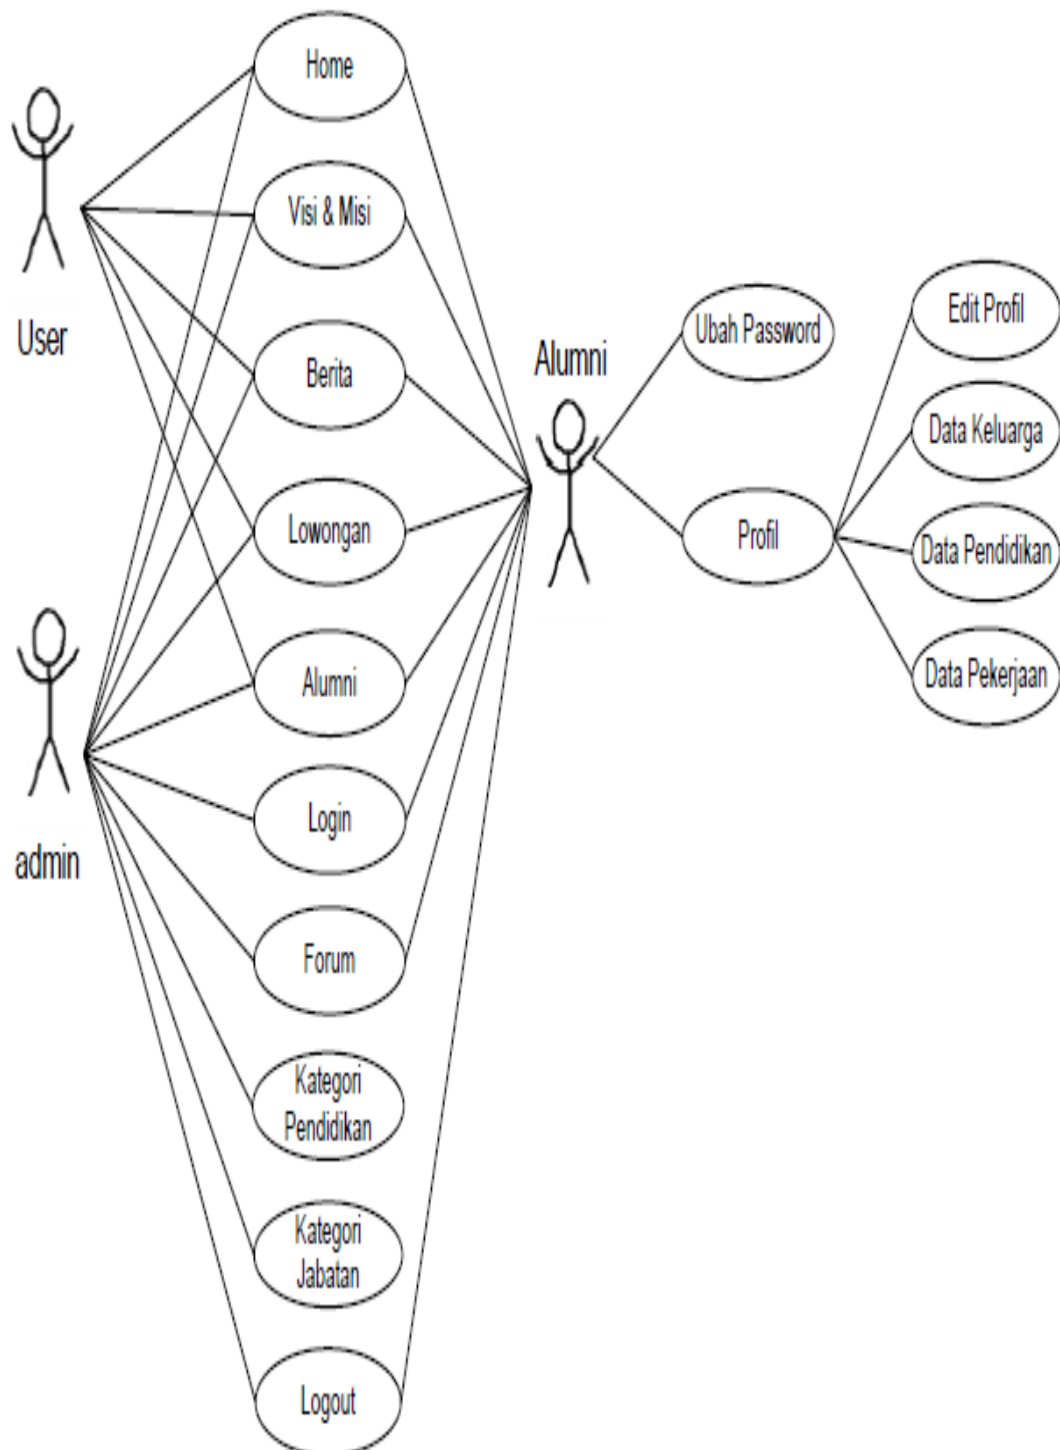 Home
Visi & Misi
User
Berita
Lowongan
Alumni
admin
Login
Forum
Kategori
Pendidikan
Kategori
Jabatan
Logout
Alumni
Ubah Password
Profil
Edit Profil
Data Keluarga
Data Pendidikan
Data Pekerjaan